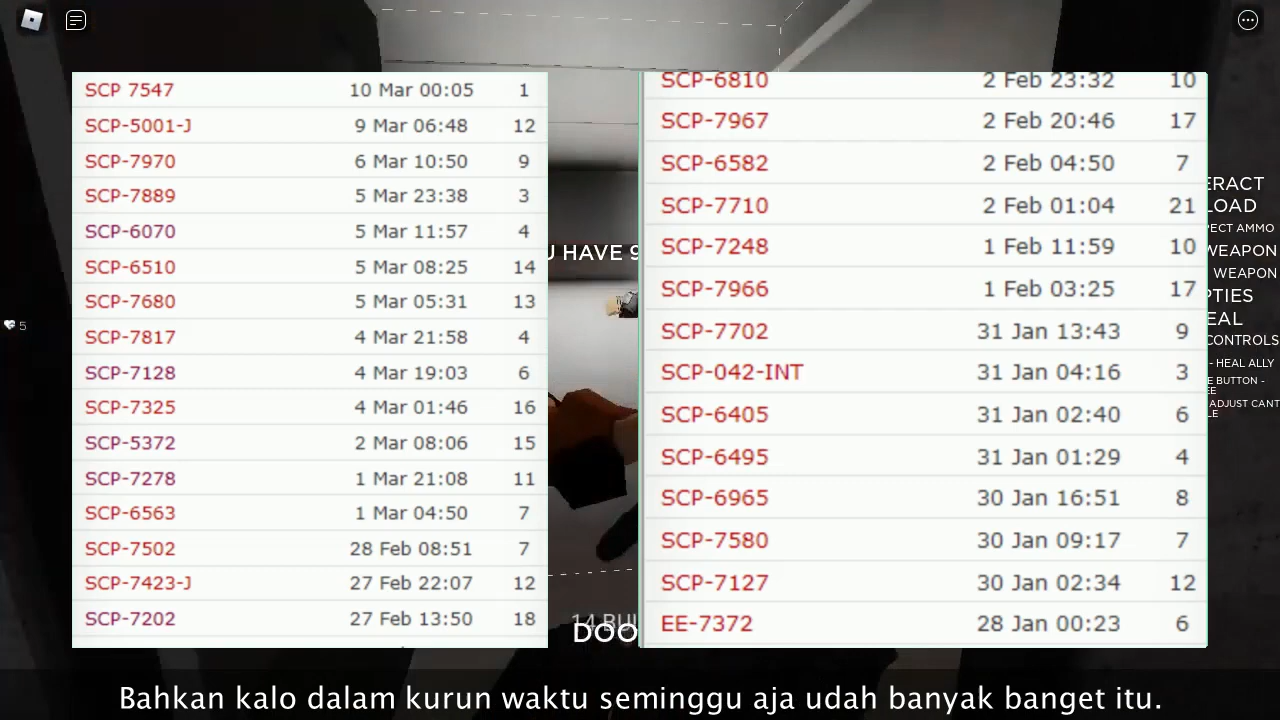 SCP 7547 10 Mar 00:05 1
SCP-5001-J 9 Mar 06:48 12
SCP-7970 6 Mar 10:50 9
SCP-7889 5 Mar 23:38 3
SCP-6070 5 Mar 11:57 4
SCP-6510 5 Mar 08:25 14
SCP-7680 5 Mar 05:31 13
SCP-7817 4 Mar 21:58 4
SCP-7128 4 Mar 19:03 6
SCP-7325 4 Mar 01:46 16
SCP-5372 2 Mar 08:06 15
SCP-7278 1 Mar 21:08 11
SCP-6563 1 Mar 04:50 7
SCP-7502 28 Feb 08:51 7
SCP-7423-J 27 Feb 22:07 12
SCP-7202 27 Feb 13:50 18
SCP-6810 2 Feb 23:32 10
SCP-7967 2 Feb 20:46 17
SCP-6582 2 Feb 04:50 7
SCP-7710 2 Feb 01:04 21
SCP-7248 1 Feb 11:59 10
SCP-7966 1 Feb 03:25 17
SCP-7702 31 Jan 13:43 9
SCP-042-INT 31 Jan 04:16 3
SCP-6405 31 Jan 02:40 6
SCP-6495 31 Jan 01:29 4
SCP-6965 30 Jan 16:51 8
SCP-7580 30 Jan 09:17 7
SCP-7127 30 Jan 02:34 12
EE-7372 28 Jan 00:23 6
5
U HAVE 9
14 BUI
DOO
ERACT
LOAD
PECT AMMO
WEAPON
WEAPON
PTIES
EAL
CONTROLS
- HEAL ALLY
E BUTTON -
EE
ADJUST CANT
LE
Bahkan kalo dalam kurun waktu seminggu aja udah banyak banget itu.